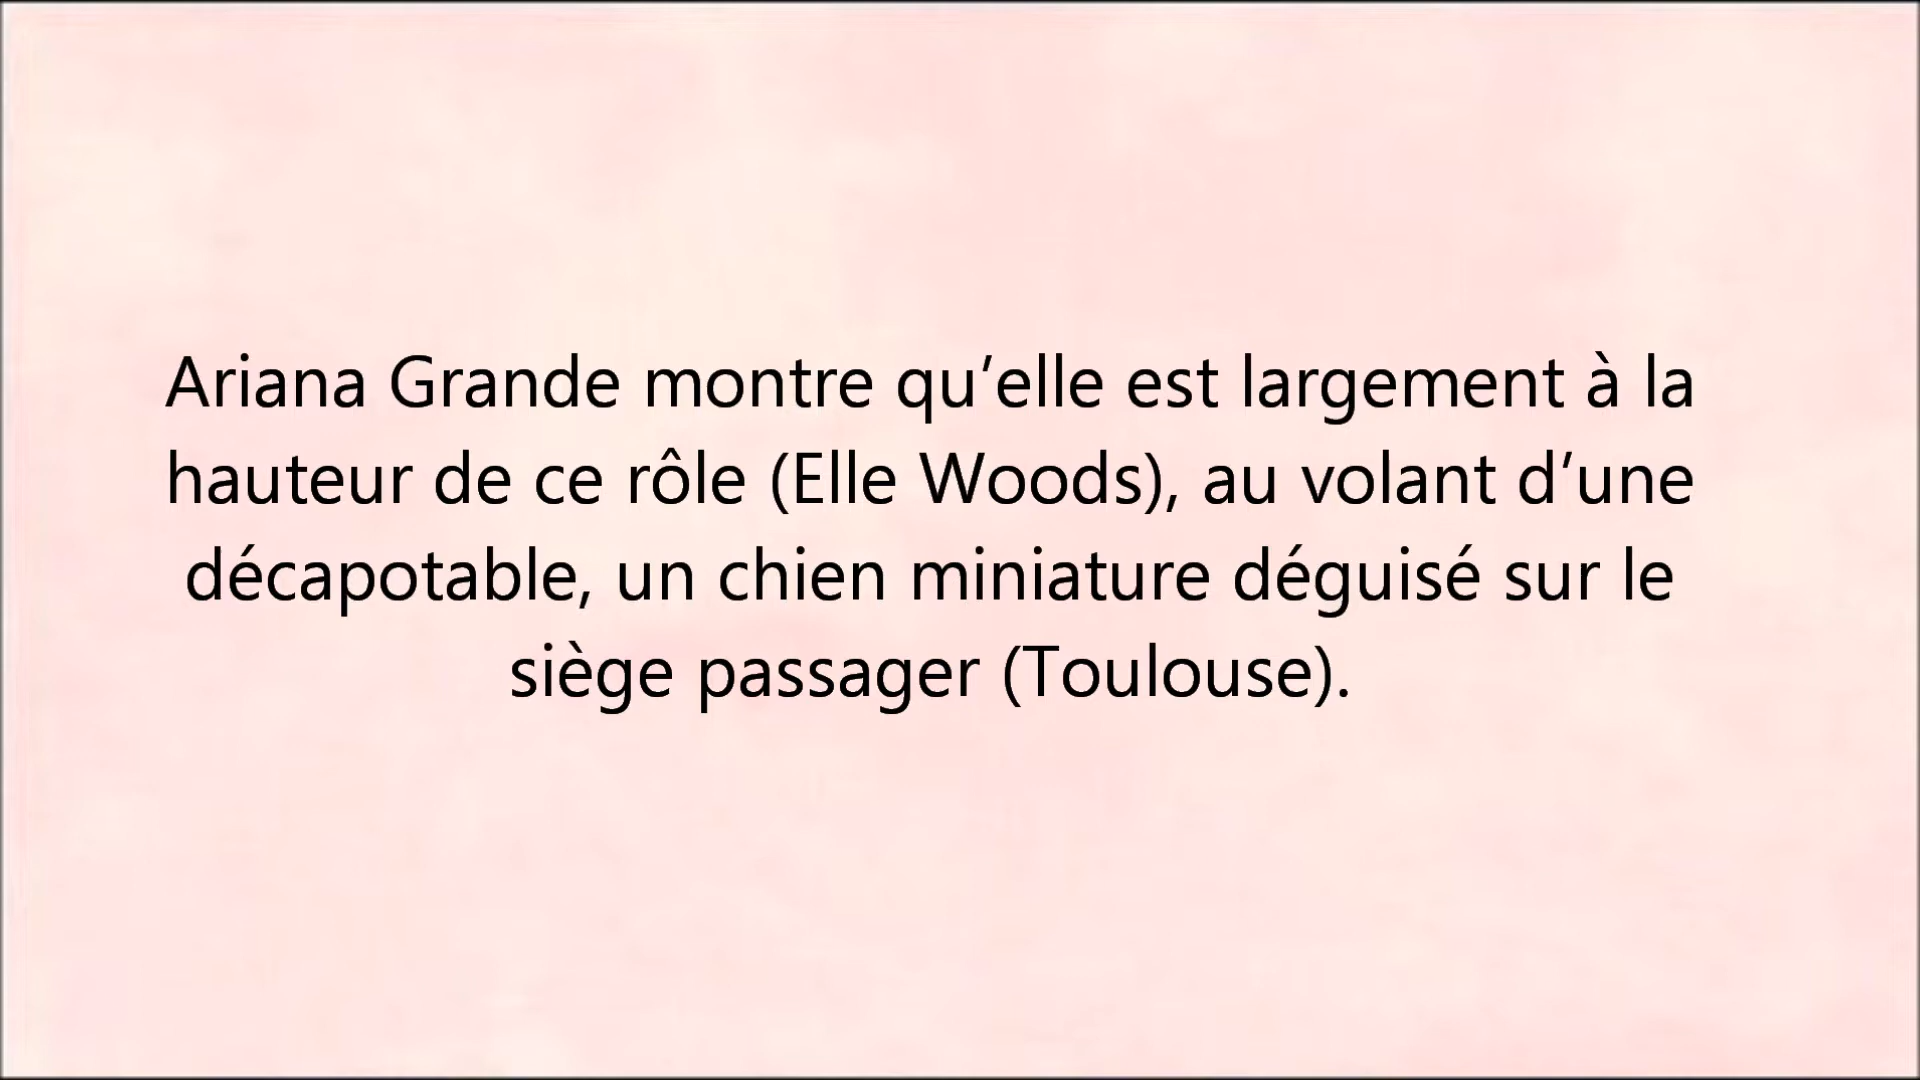 Ariana Grande montre qu’elle est largement à la
hauteur de ce rôle (Elle Woods), au volant d’une
décapotable, un chien miniature déguisé sur le
siège passager (Toulouse).